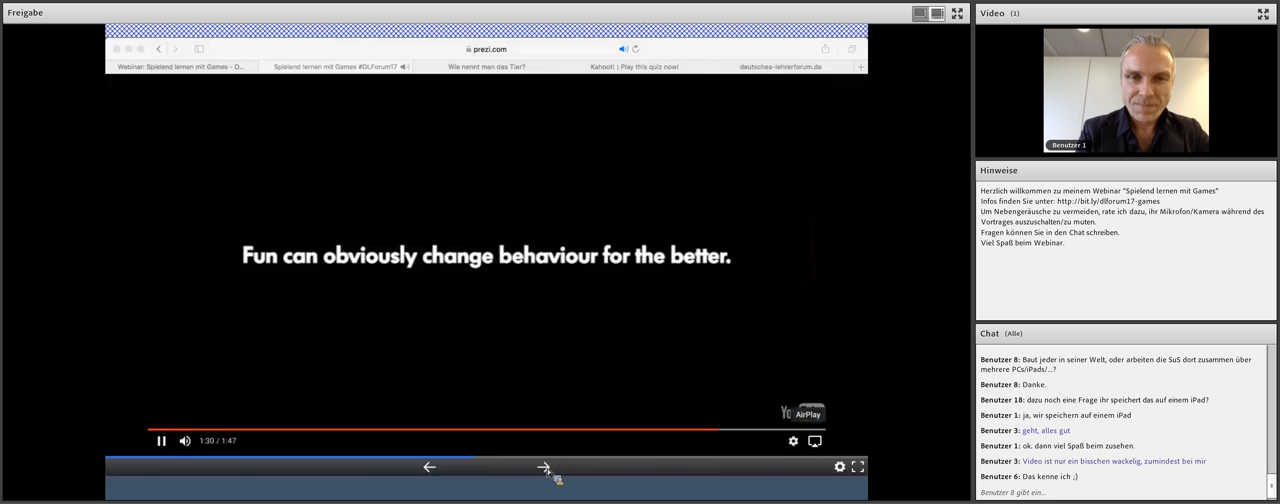 Freigabe
prezi.com
Webinar: Spielend lernen mit Games - D...
Spielend lernen mit Games #DLForum17
Wie nennt man das Tier?
Kahoot! | Play this quiz now!
deutsches-lehrerforum.de
Fun can obviously change behaviour for the better.
AirPlay
1:30 / 1:47
Video (1)
Benutzer 1
Hinweise
Herzlich willkommen zu meinem Webinar "Spielend lernen mit Games"
Infos finden Sie unter: http://bit.ly/dlforum17-games
Um Nebengeräusche zu vermeiden, rate ich dazu, ihr Mikrofon/Kamera während des
Vortrages auszuschalten/zu muten.
Fragen können Sie in den Chat schreiben.
Viel Spaß beim Webinar.
Chat (Alle)
Benutzer 8: Baut jeder in seiner Welt, oder arbeiten die SuS dort zusammen über
mehrere PCs/iPads/...?
Benutzer 8: Danke.
Benutzer 18: dazu noch eine Frage ihr speichert das auf einem iPad?
Benutzer 1: ja, wir speichern auf einem iPad
Benutzer 3: geht, alles gut
Benutzer 1: ok. dann viel Spaß beim zusehen.
Benutzer 3: Video ist nur ein bisschen wackelig, zumindest bei mir
Benutzer 6: Das kenne ich ;)
Benutzer 8 gibt ein...